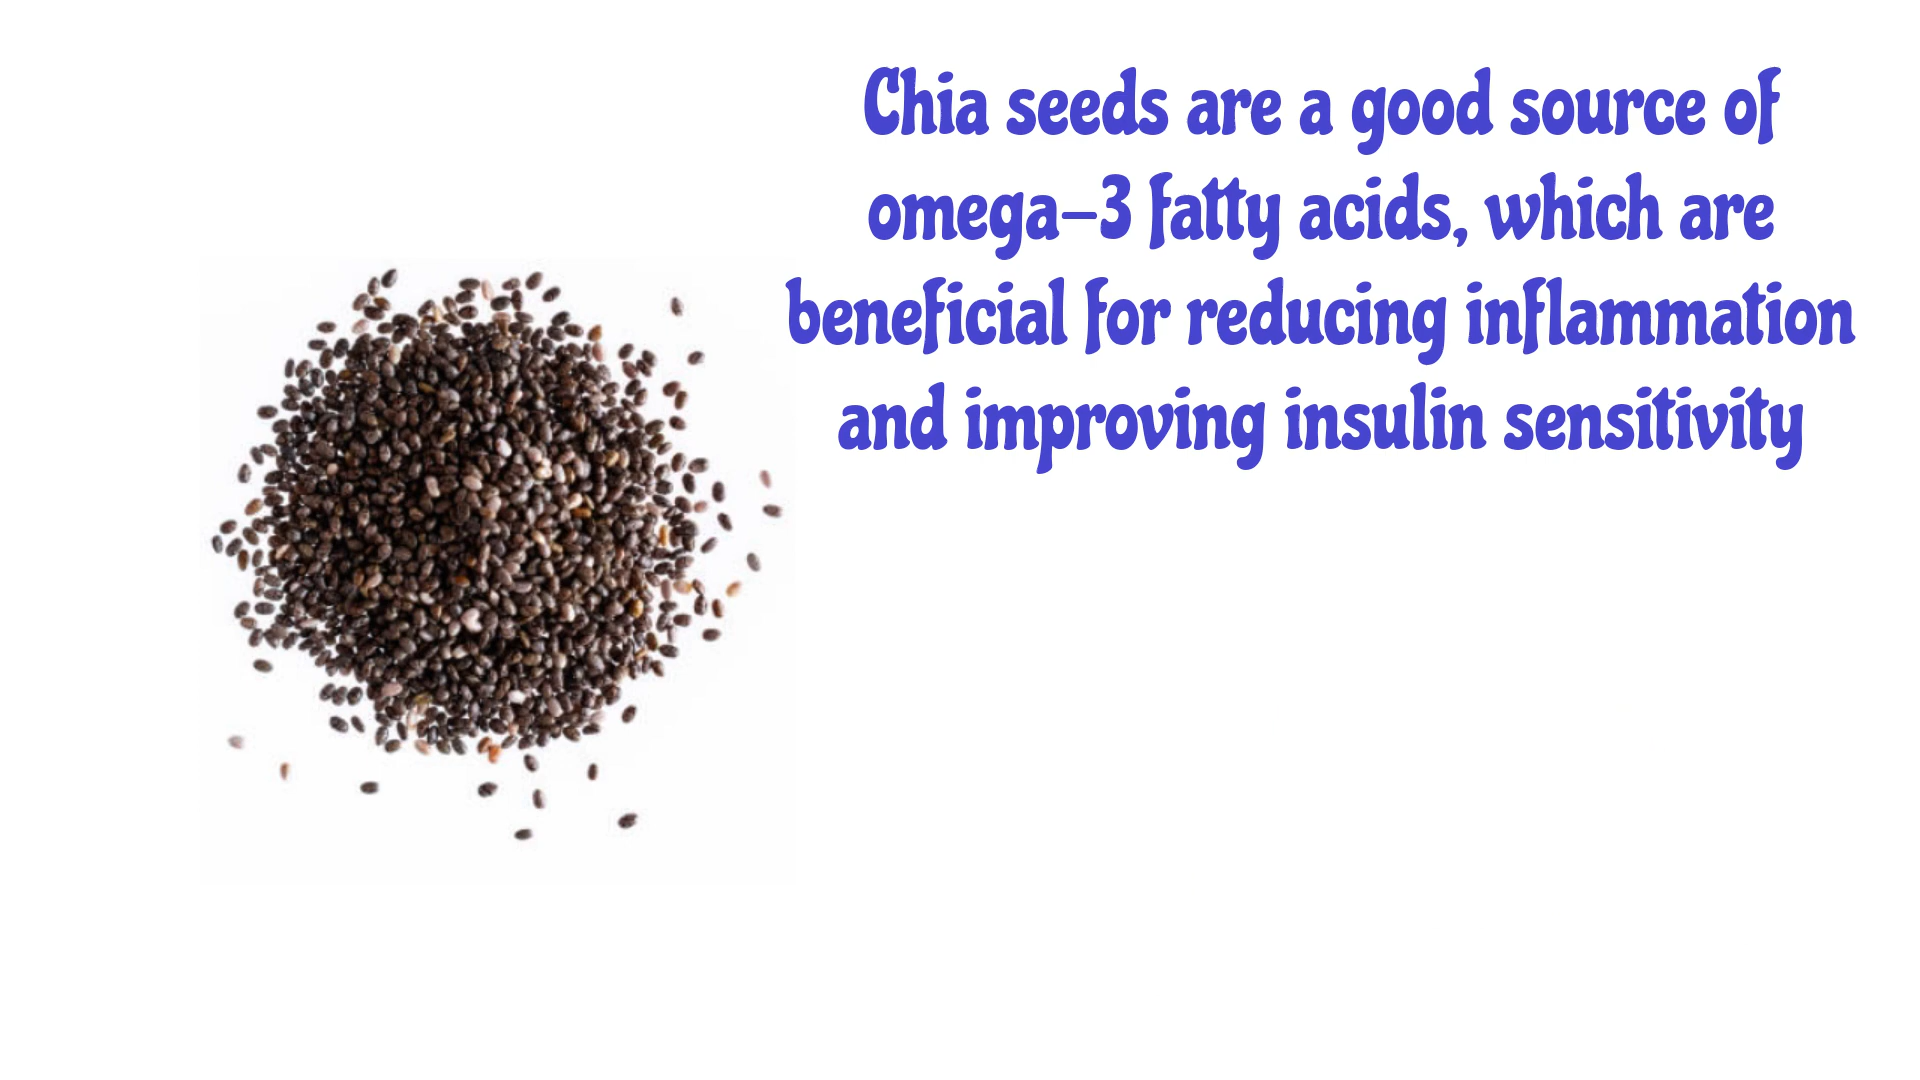 Chia seeds are a good source of
omega-3 fatty acids, which are
beneficial for reducing inflammation
and improving insulin sensitivity